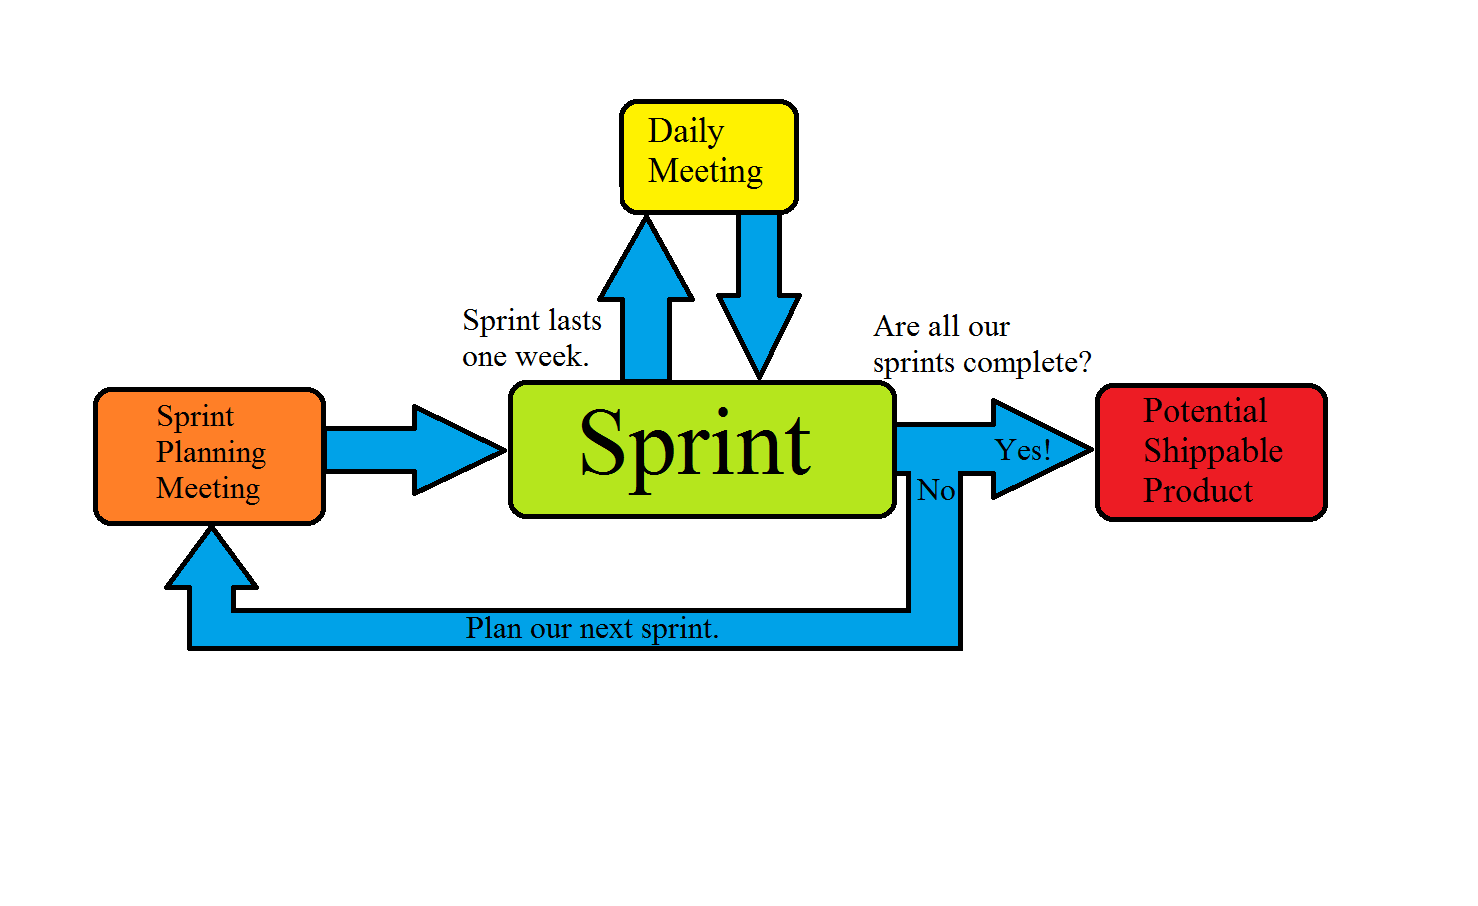 Daily
Meeting
Sprint lasts
one week.
Are all our
sprints complete?
Sprint
Planning
Meeting
Sprint
Yes!
No
Potential
Shippable
Product
Plan our next sprint.